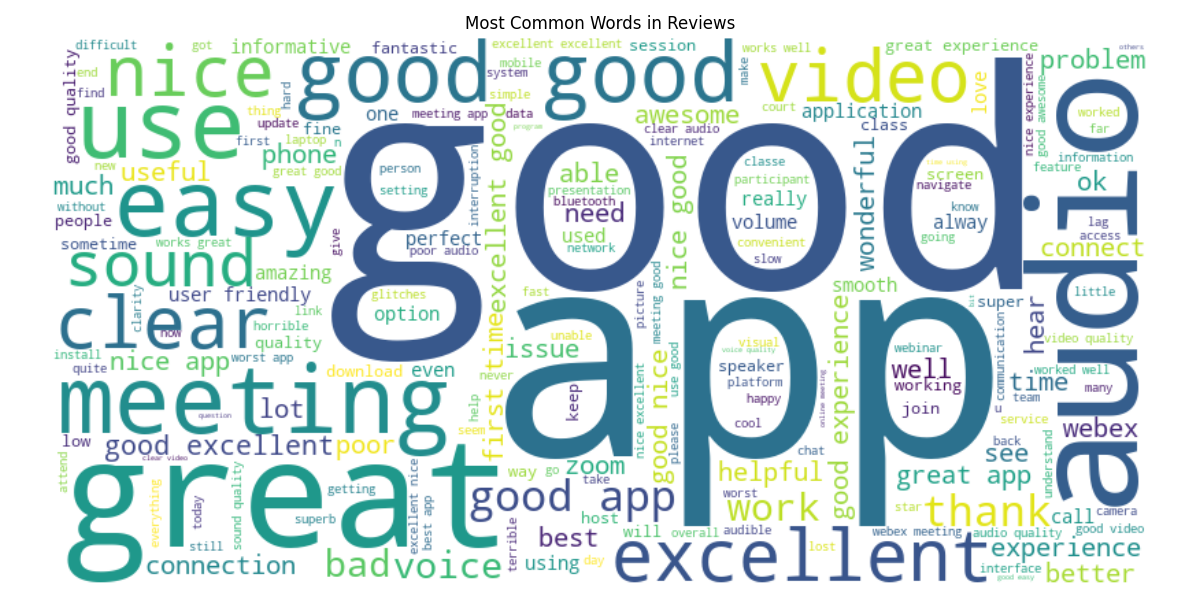 Most Common Words in Reviews
difficult
got
informative
fantastic
excellent excellent
session
works well
great experience
others
good quality
end
nice
good
system
mobile
good
make
video
love
problem
find
hard
simple
use
thing
one
meeting app
data
awesome
court
application
nice experience
good awesome
audio
worked
far
update
fine
program
clear audio
class
first
laptop
n
internet
phone
great good
good
new
useful
person
able
classe
time using
screen
information
feature
much
setting
presentation
participant
navigate
ok
without
easy
interruption
excellent good
bluetooth
need
nice good
really
wonderful
know
people
used
volume
alway
lag
access
sometime
works great
give
perfect
poor audio
network
convenient
going
connect
sound
amazing
slow
user friendly
glitches
fast
picture
meeting good
smooth
little
clear
clarity
link
option
super
bit
hear
now
horrible
first time
app
unable
visual
communication
video quality
install
quality
issue
voice quality
webinar
quite
nice app
worst app
download
even
never
use good
speaker
well
worked well
meeting
platform
working
time
many
lot
keep
good nice
nice excellent
happy
online meeting
good experience
join
u
team
question
help
cool
service
webex
low
good excellent
poor
seem
please
chat
back
see
understand
clear video
attend
great
way
go
zoom
helpful
great app
everything
today
sound quality
getting
excellent nice
best app
good app
take
worst
work
star
thank
call
camera
superb
host
will
overall
audible
webex meeting
audio quality
good video
still
terrible
best
experience
connection
bad
voice
using
day
excellent
lost
interface
good easy
better